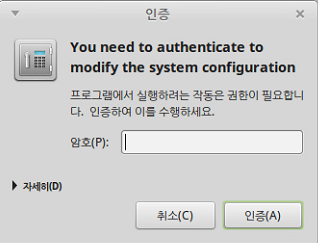 인증
You need to authenticate to
modify the system configuration
프로그램에서 실행하려는 작동은 권한이 필요합니
다. 인증하여 이를 수행하세요.
암호(P):
자세히(D)
취소(C)
인증(A)